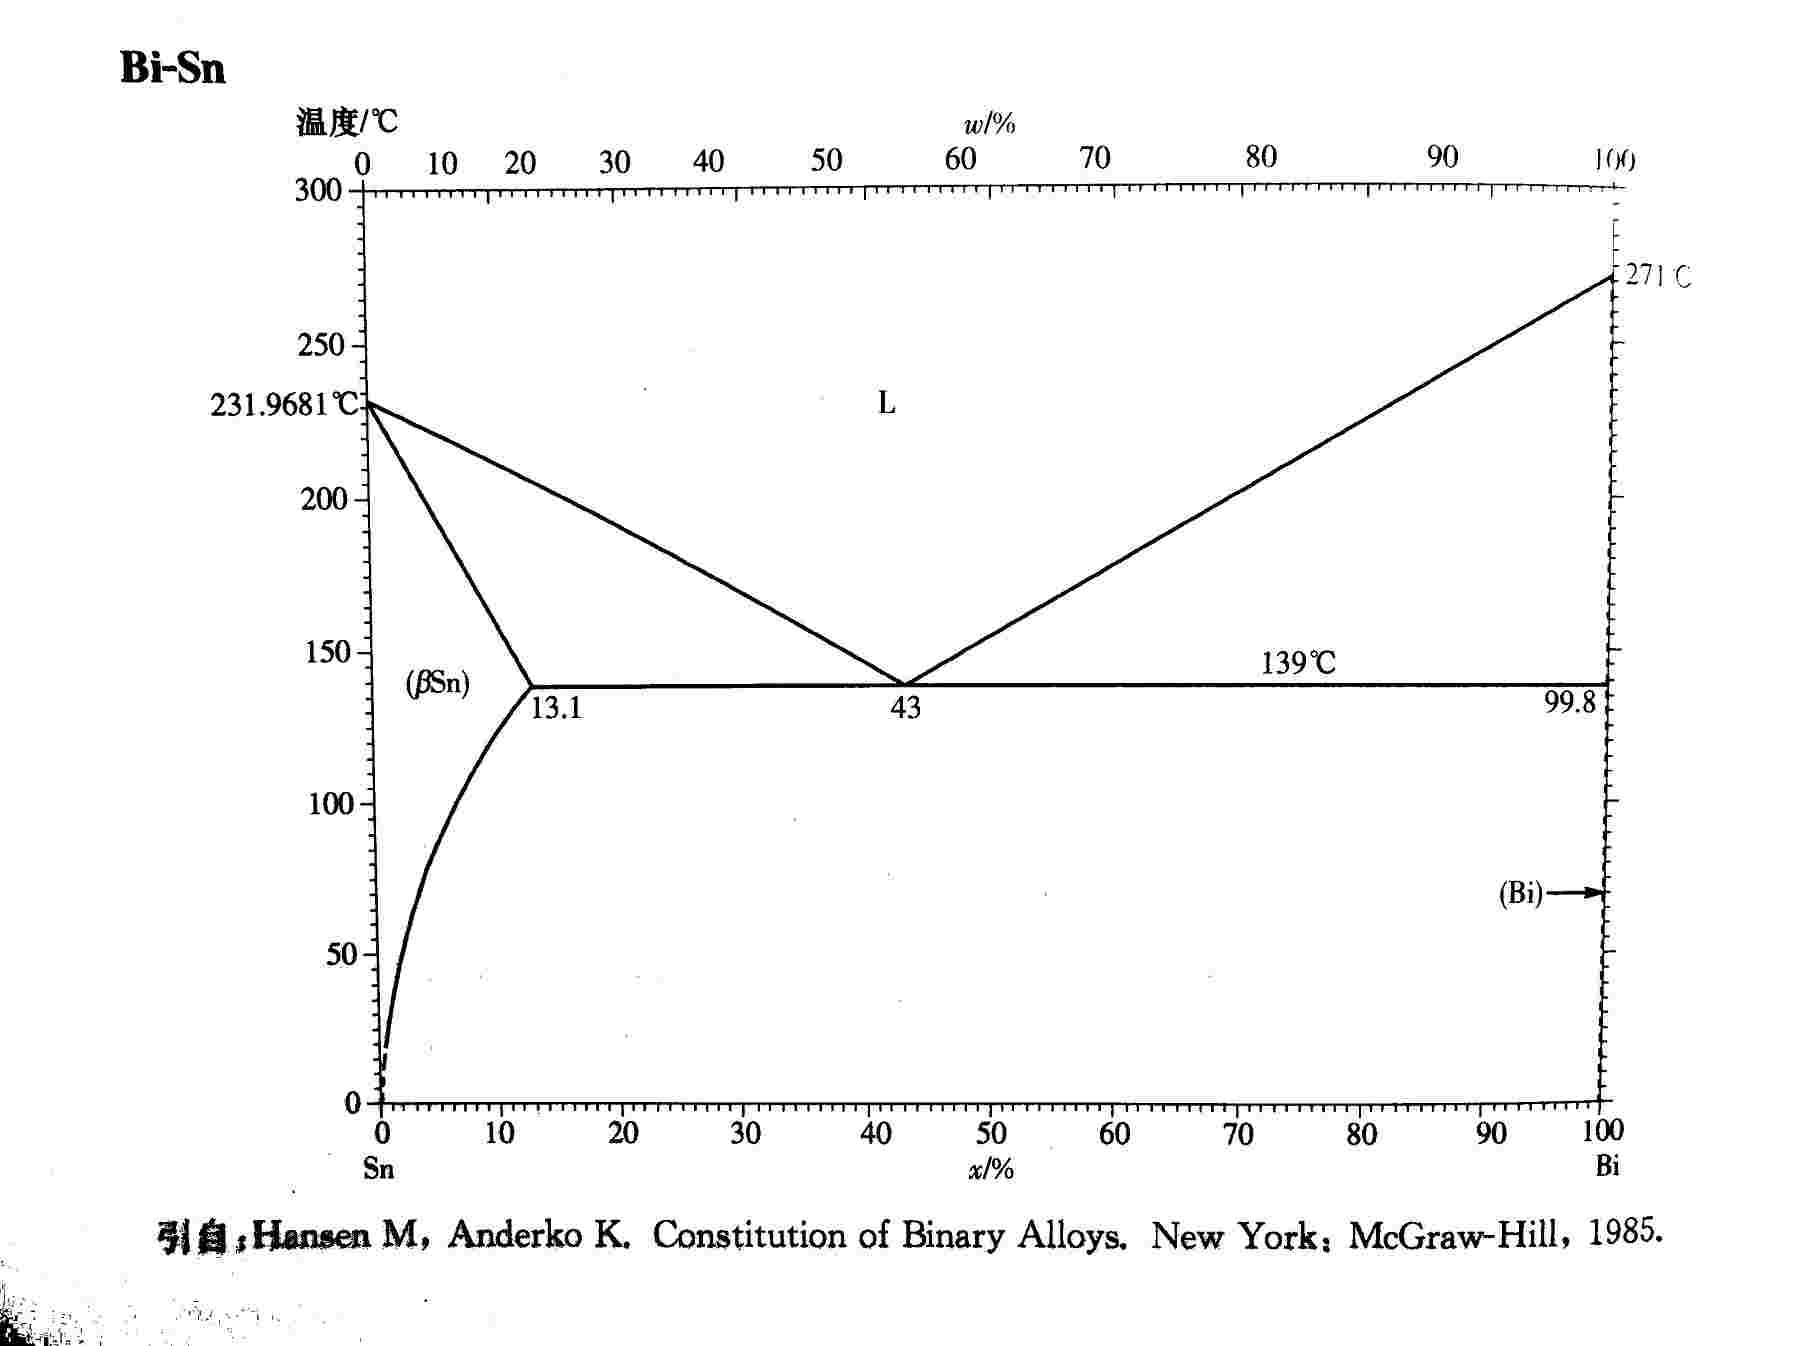 Bi-Sn
温度/℃
w/%
0 10 20 30 40 50 60 70 80 90 100
300
271℃
250
231.9681℃
L
200
150
139℃
(βSn)
13.1
43
99.8
100
(Bi)
50
0
0 10 20 30 40 50 60 70 80 90 100
Sn
x/%
Bi
引自:Hansen M, Anderko K. Constitution of Binary Alloys. New York: McGraw-Hill, 1985.